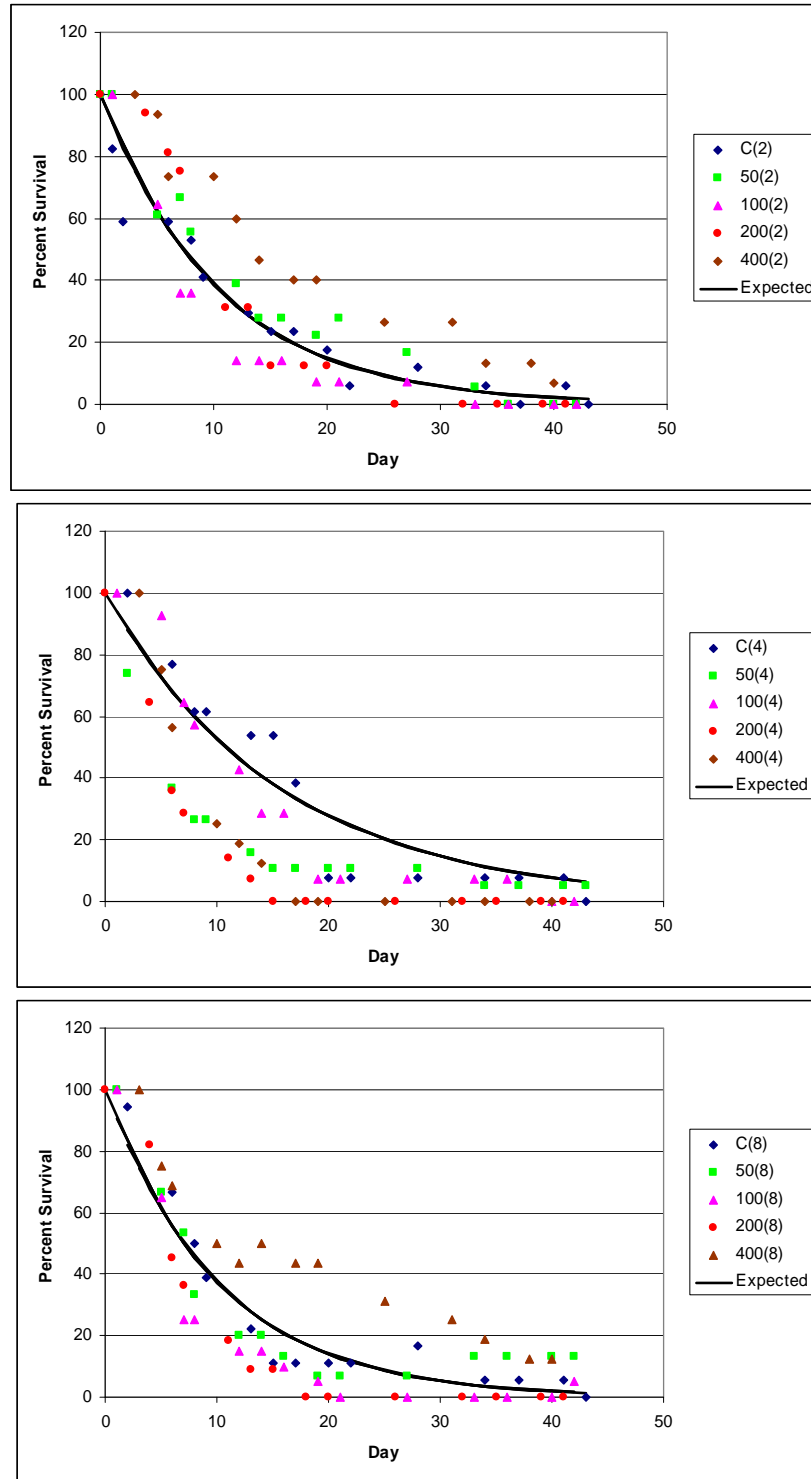 120
100
80
60
40
20
0
Percent Survival
0 10 20 30 40 50
Day
C(2)
50(2)
100(2)
200(2)
400(2)
Expected
120
100
80
60
40
20
0
Percent Survival
0 10 20 30 40 50
Day
C(4)
50(4)
100(4)
200(4)
400(4)
Expected
120
100
80
60
40
20
0
Percent Survival
0 10 20 30 40 50
Day
C(8)
50(8)
100(8)
200(8)
400(8)
Expected